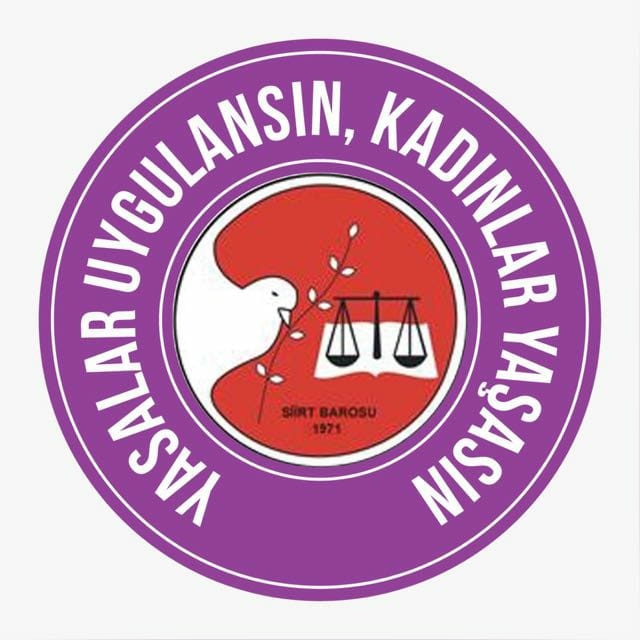 YASALAR UYGULANSIN, KADINLAR YAŞASIN
SİİRT BAROSU
1971